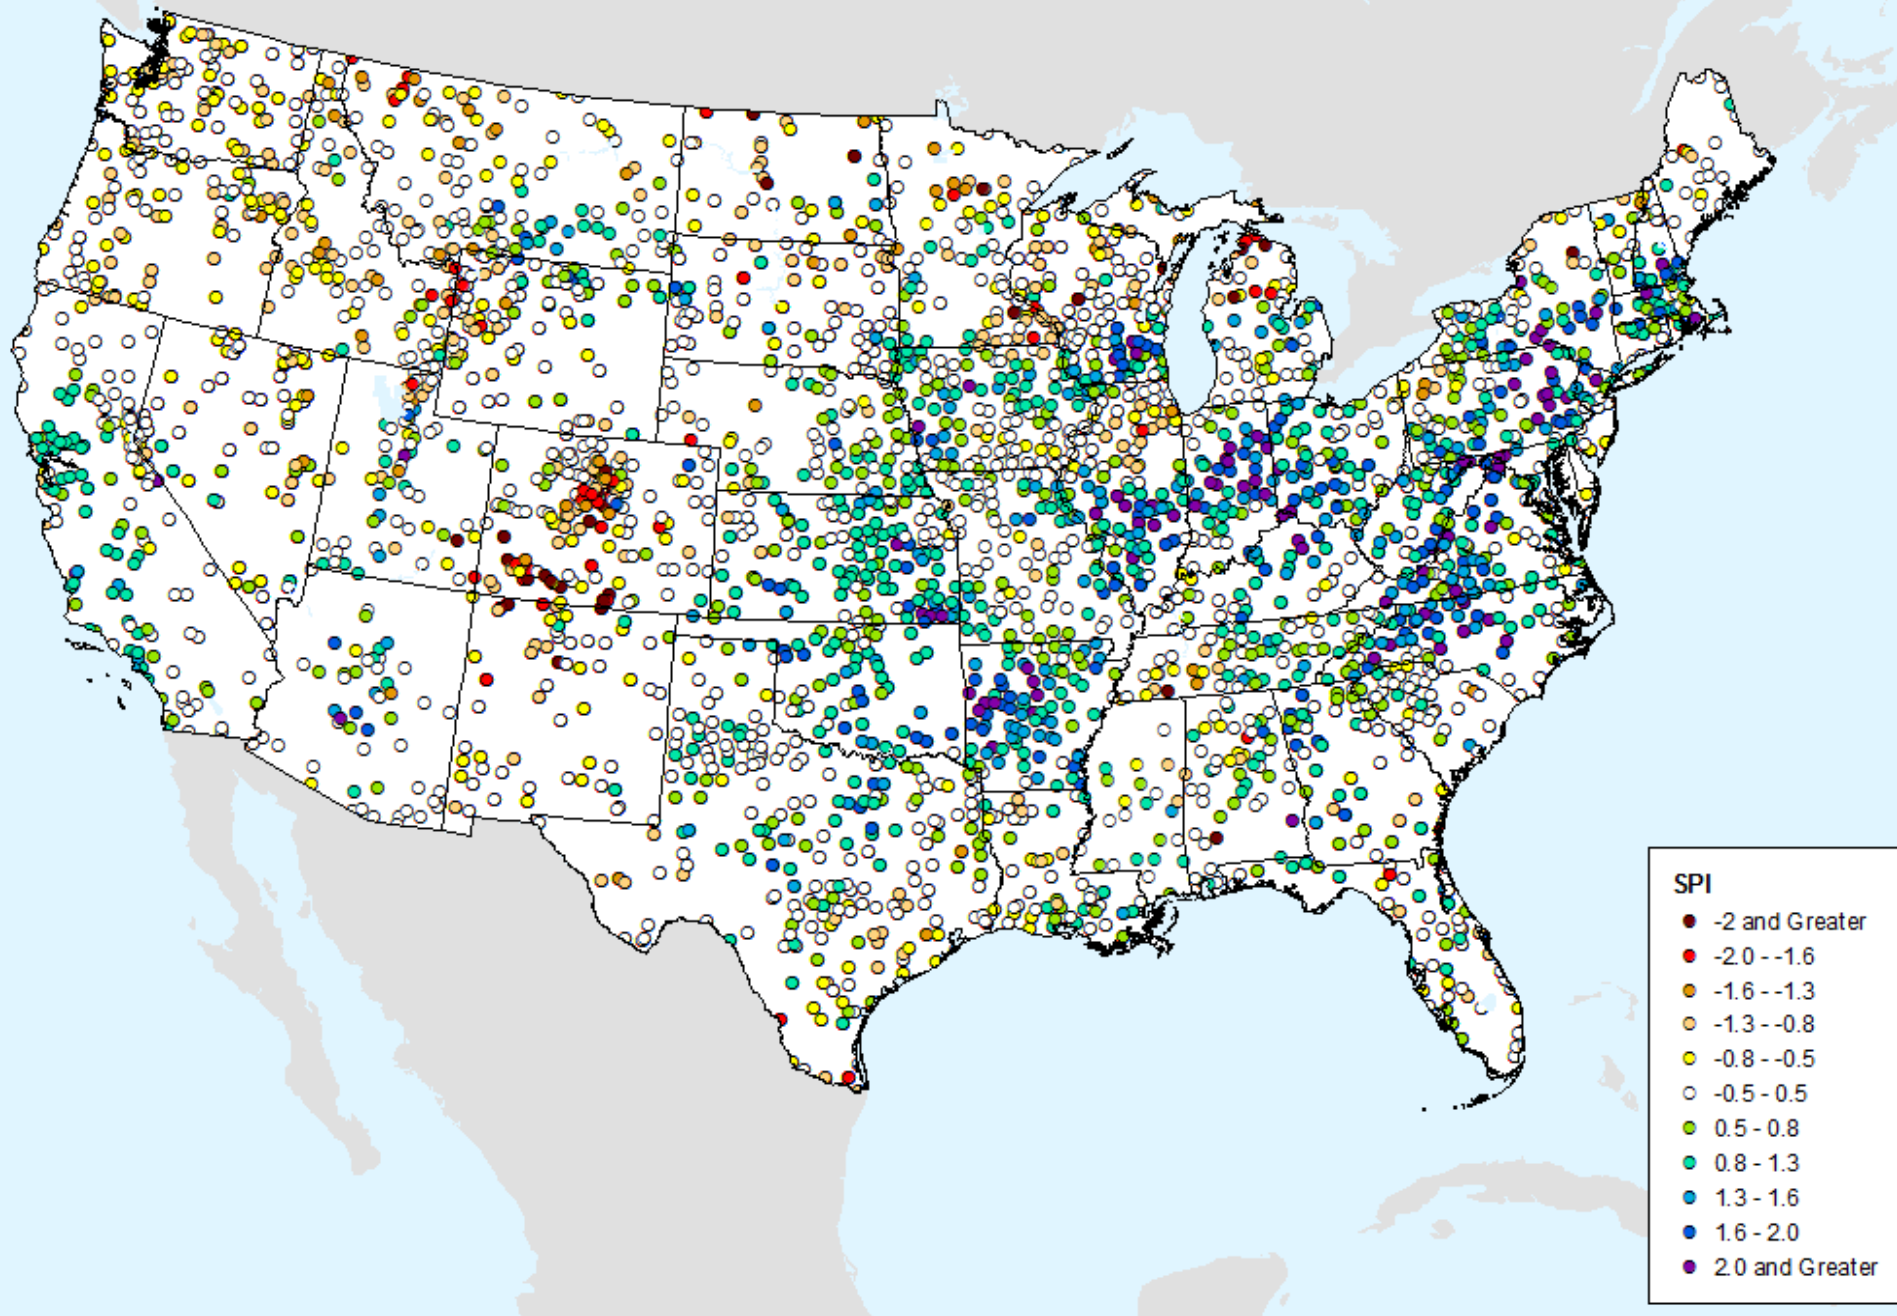 SPI
-2 and Greater
-2.0 - -1.6
-1.6 - -1.3
-1.3 - -0.8
-0.8 - -0.5
-0.5 - 0.5
0.5 - 0.8
0.8 - 1.3
1.3 - 1.6
1.6 - 2.0
2.0 and Greater